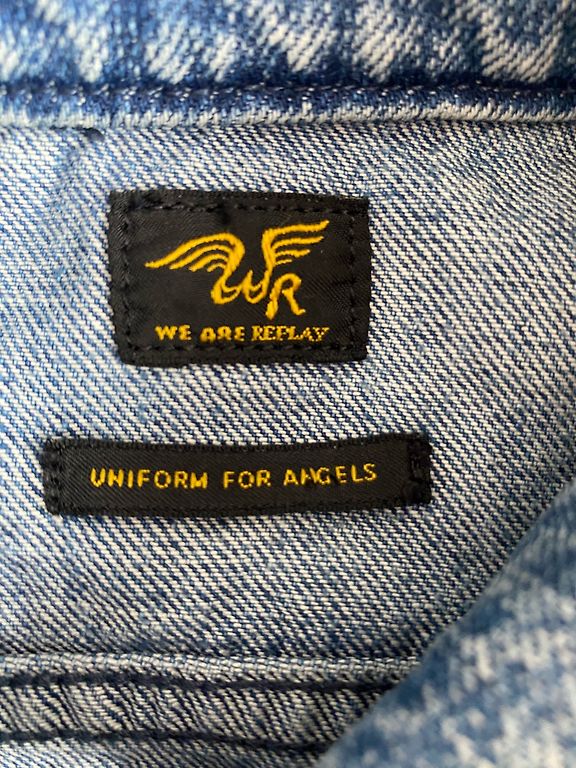 WR
WE ARE REPLAY
UNIFORM FOR ANGELS